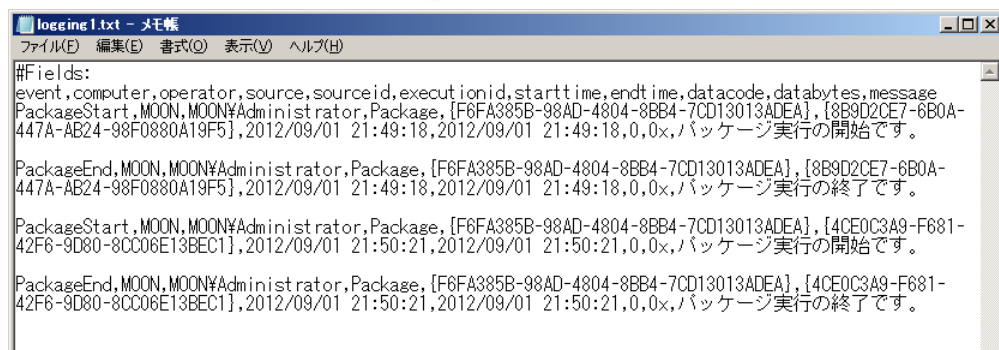 logging1.txt - メモ帳
ファイル(F) 編集(E) 書式(O) 表示(V) ヘルプ(H)
#Fields:
event,computer,operator,source,sourceid,executionid,starttime,endtime,datacode,databytes,message
PackageStart,MOON,MOON¥Administrator,Package,{F6FA385B-98AD-4804-8BB4-7CD13013ADEA},{8B9D2CE7-6B0A-
447A-AB24-98F0880A19F5},2012/09/01 21:49:18,2012/09/01 21:49:18,0,0x,パッケージ実行の開始です。
PackageEnd,MOON,MOON¥Administrator,Package,{F6FA385B-98AD-4804-8BB4-7CD13013ADEA},{8B9D2CE7-6B0A-
447A-AB24-98F0880A19F5},2012/09/01 21:49:18,2012/09/01 21:49:18,0,0x,パッケージ実行の終了です。
PackageStart,MOON,MOON¥Administrator,Package,{F6FA385B-98AD-4804-8BB4-7CD13013ADEA},{4CE0C3A9-F681-
42F6-9D80-8CC06E13BEC1},2012/09/01 21:50:21,2012/09/01 21:50:21,0,0x,パッケージ実行の開始です。
PackageEnd,MOON,MOON¥Administrator,Package,{F6FA385B-98AD-4804-8BB4-7CD13013ADEA},{4CE0C3A9-F681-
42F6-9D80-8CC06E13BEC1},2012/09/01 21:50:21,2012/09/01 21:50:21,0,0x,パッケージ実行の終了です。